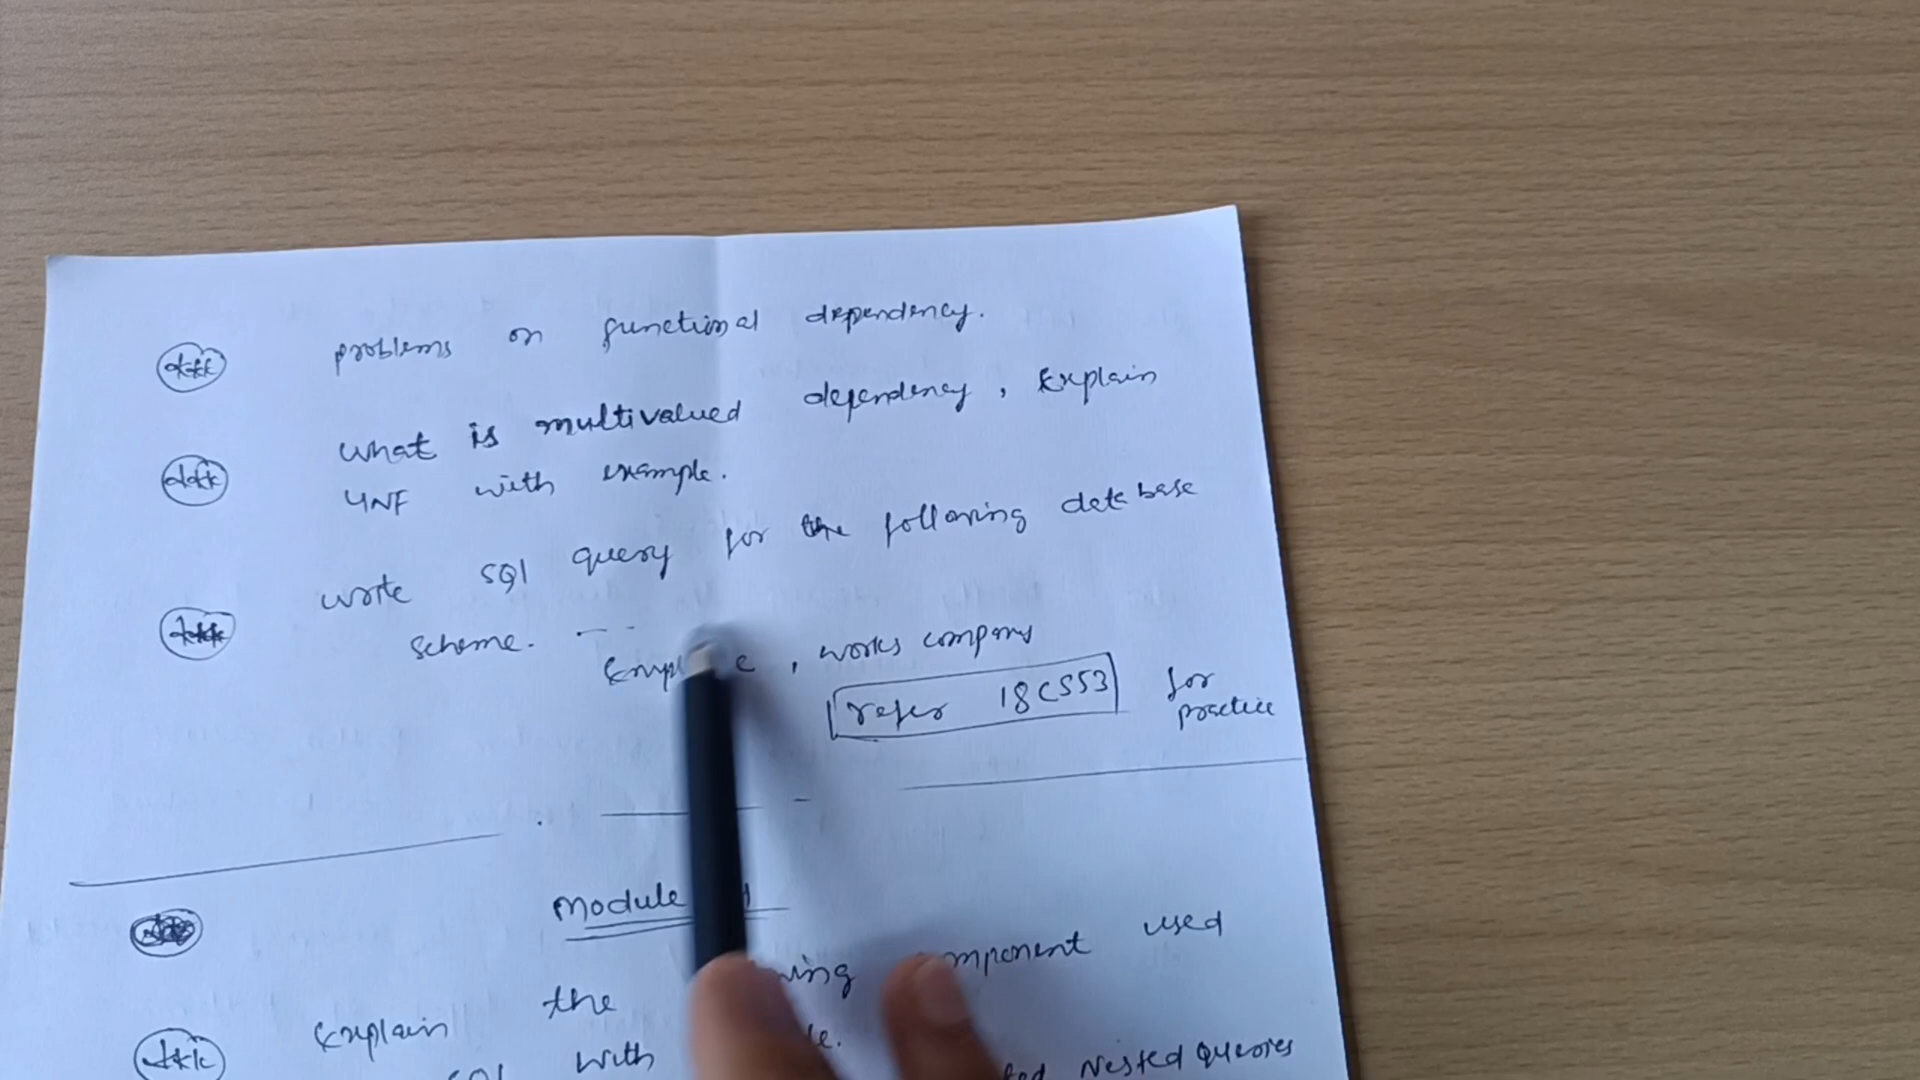 *** problems on functional dependency.
*** what is multivalued dependency, Explain
4NF with example.
*** write SQL query for the following database
scheme. --
, works company
refer 18CS53 for
practice
Module
Explain the component used
*** SQL with
Nested Queries